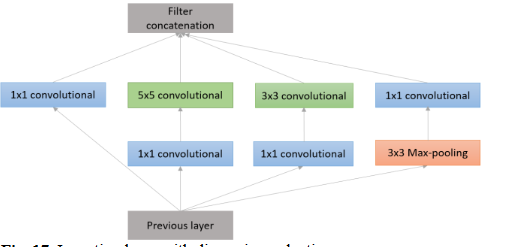 Filter
concatenation
1x1 convolutional
5x5 convolutional
3x3 convolutional
1x1 convolutional
1x1 convolutional
1x1 convolutional
3x3 Max-pooling
Previous layer